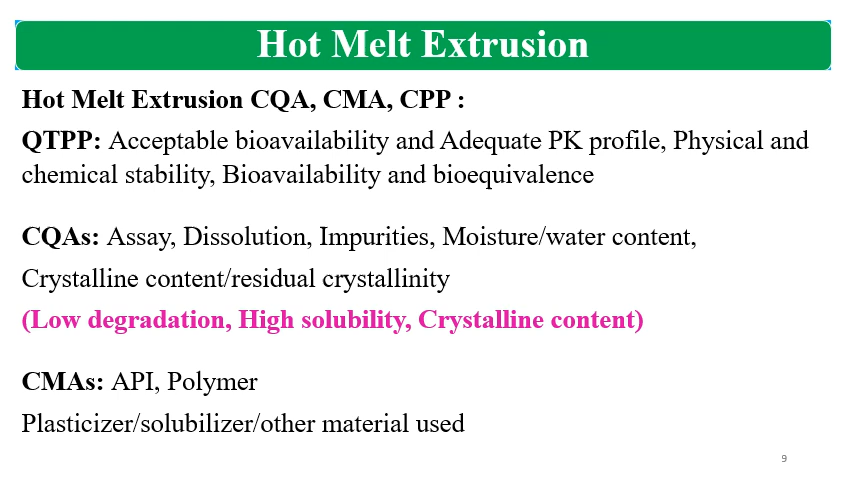 Hot Melt Extrusion
Hot Melt Extrusion CQA, CMA, CPP :
QTPP: Acceptable bioavailability and Adequate PK profile, Physical and
chemical stability, Bioavailability and bioequivalence
CQAs: Assay, Dissolution, Impurities, Moisture/water content,
Crystalline content/residual crystallinity
(Low degradation, High solubility, Crystalline content)
CMAs: API, Polymer
Plasticizer/solubilizer/other material used
9